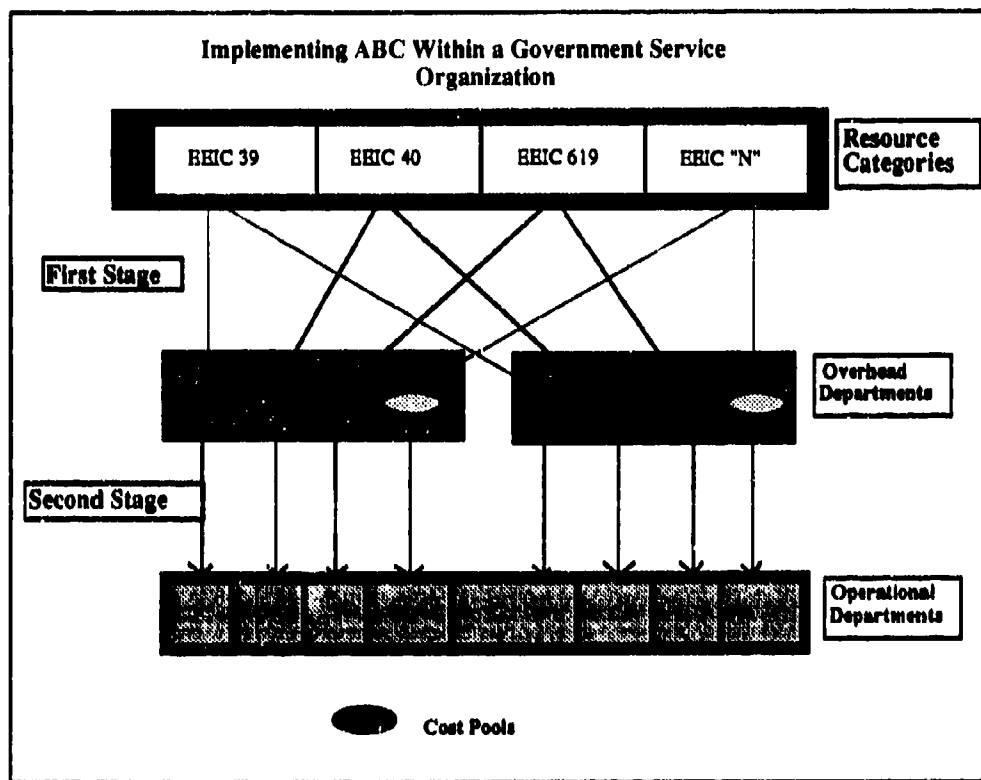 Implementing ABC Within a Government Service
Organization
EEIC 39
EEIC 40
EEIC 619
EEIC "N"
Resource
Categories
First Stage
Overhead
Departments
Second Stage
Operational
Departments
Cost Pools